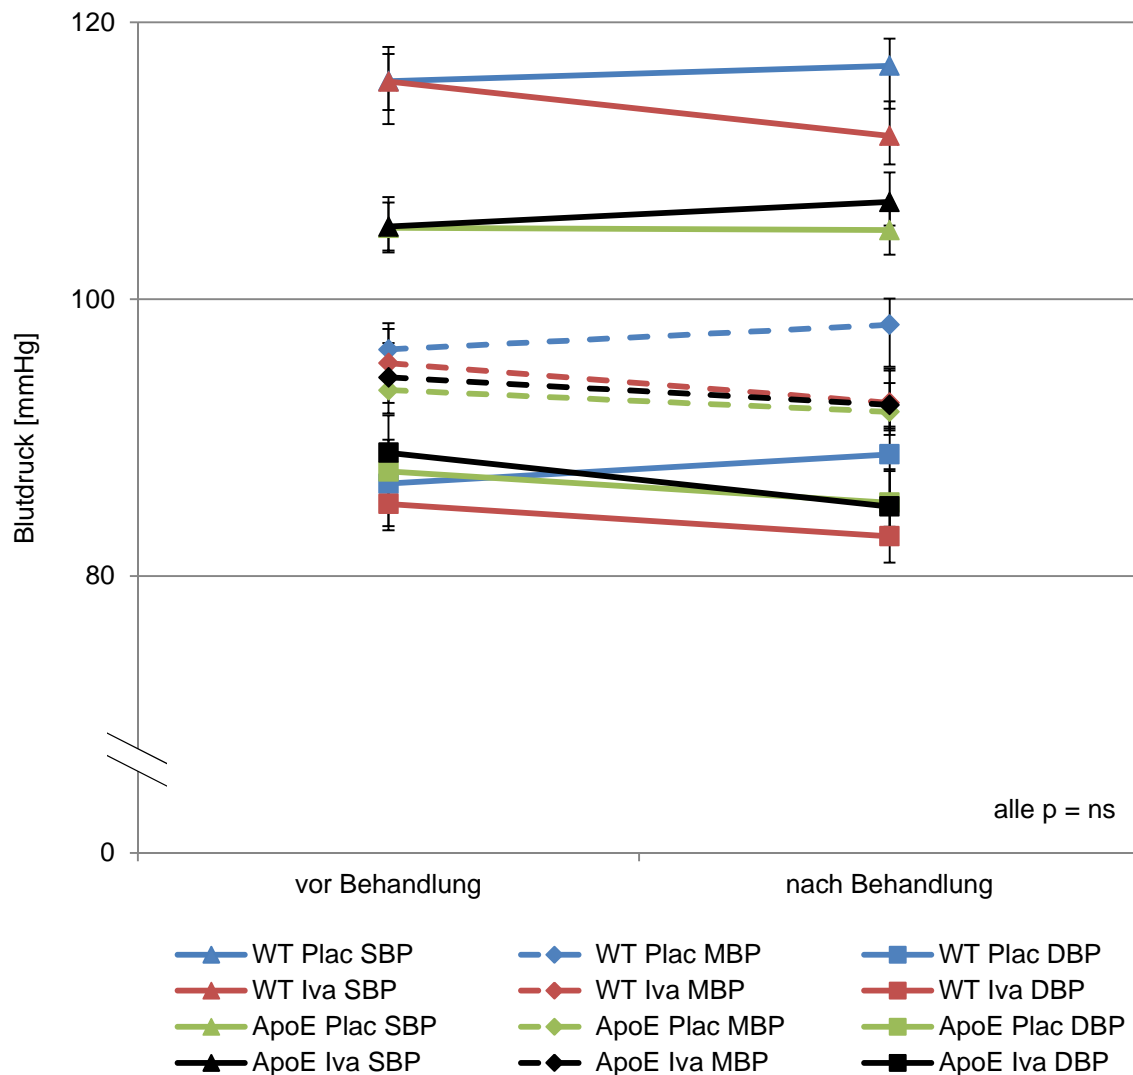 120
100
80
0
Blutdruck [mmHg]
alle p = ns
vor Behandlung
nach Behandlung
WT Plac SBP
WT Plac MBP
WT Plac DBP
WT Iva SBP
WT Iva MBP
WT Iva DBP
ApoE Plac SBP
ApoE Plac MBP
ApoE Plac DBP
ApoE Iva SBP
ApoE Iva MBP
ApoE Iva DBP